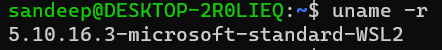 sandeep@DESKTOP-2R0LIEQ:~$ uname -r
5.10.16.3-microsoft-standard-WSL2